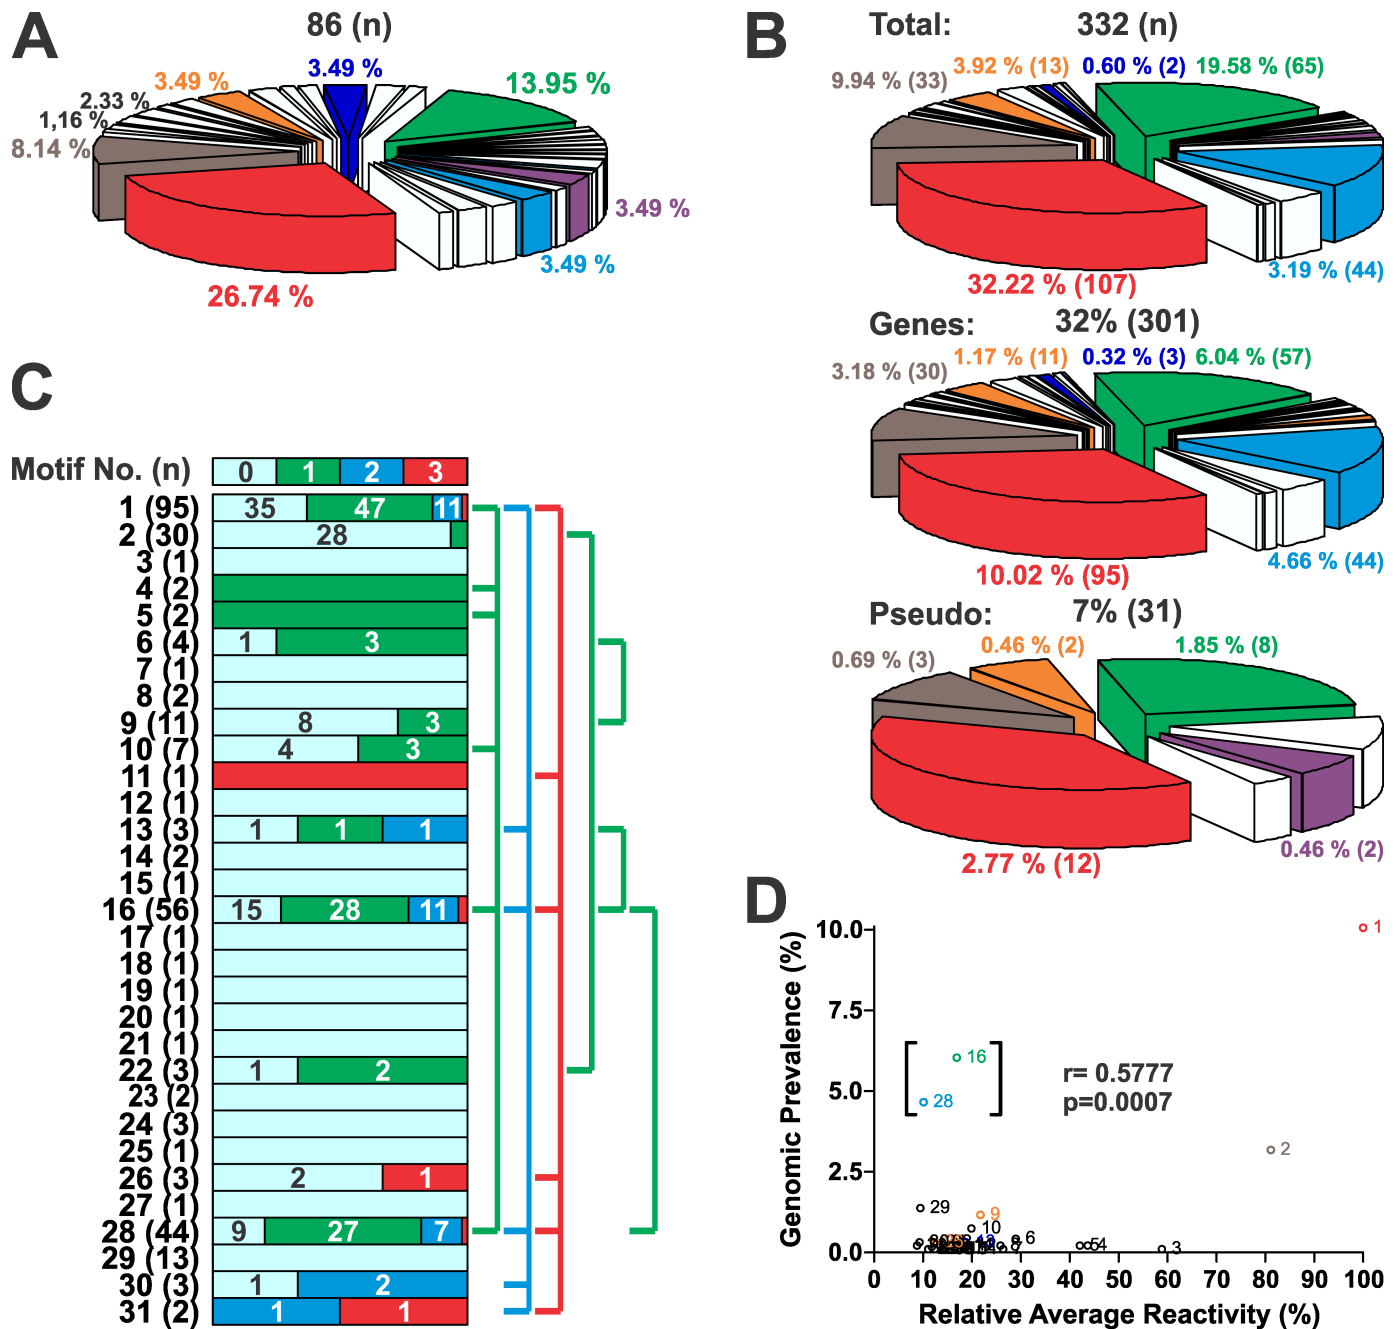 A
86 (n)
3.49 %
3.49 %
13.95 %
2.33 %
1,16 %
8.14 %
3.49 %
3.49 %
26.74 %
B
Total:
332 (n)
9.94 % (33)
3.92 % (13)
0.60 % (2)
19.58 % (65)
3.19 % (44)
32.22 % (107)
Genes:
32% (301)
3.18 % (30)
1.17 % (11)
0.32 % (3)
6.04 % (57)
4.66 % (44)
10.02 % (95)
Pseudo:
7% (31)
0.69 % (3)
0.46 % (2)
1.85 % (8)
0.46 % (2)
2.77 % (12)
C
Motif No. (n) 0 1 2 3
1 (95) 35 47 11
2 (30) 28
3 (1)
4 (2)
5 (2)
6 (4) 1 3
7 (1)
8 (2)
9 (11) 8 3
10 (7) 4 3
11 (1)
12 (1)
13 (3) 1 1 1
14 (2)
15 (1)
16 (56) 15 28 11
17 (1)
18 (1)
19 (1)
20 (1)
21 (1)
22 (3) 1 2
23 (2)
24 (3)
25 (1)
26 (3) 2 1
27 (1)
28 (44) 9 27 7
29 (13)
30 (3) 1 2
31 (2) 1 1
D
Genomic Prevalence (%)
10.0
7.5
5.0
2.5
0.0
1
16
28
r= 0.5777
p=0.0007
2
29
9
10
6
8
5
4
3
0 10 20 30 40 50 60 70 80 90 100
Relative Average Reactivity (%)